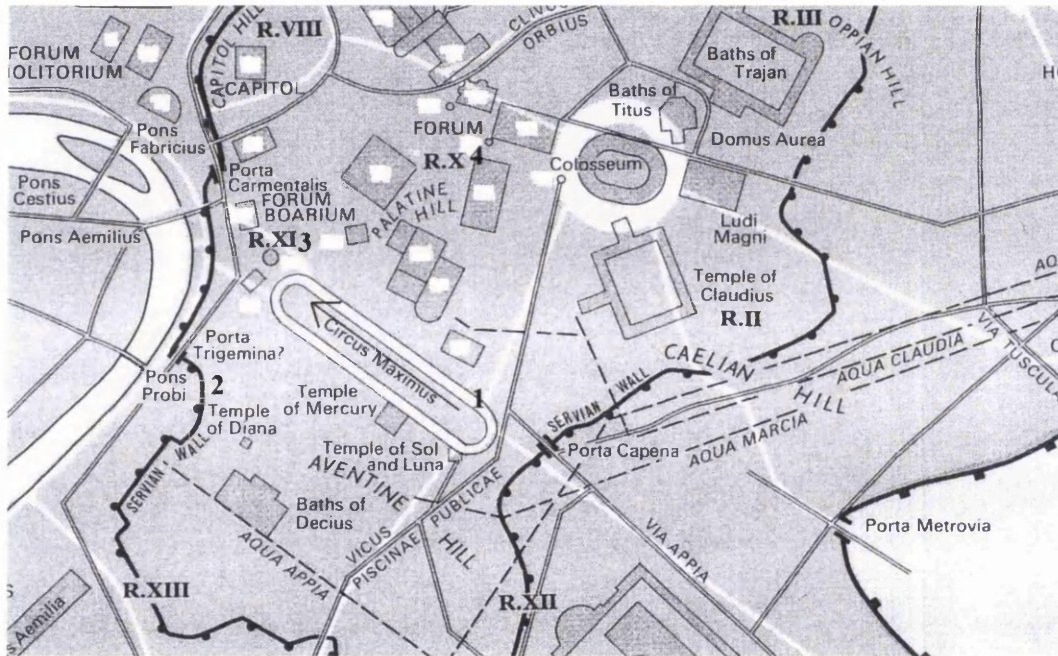 R.VIII
CLIVUS
ORBIUS
R.III
OPPIAN HILL
FORUM
OLITORIUM
CAPITOL HILL
CAPITOL
Baths of
Trajan
Baths of
Titus
Pons
Fabricius
FORUM
Domus Aurea
R.X 4
Colosseum
Pons
Cestius
Porta
Carmentalis
FORUM
BOARIUM
PALATINE
HILL
Pons Aemilius
Ludi
Magni
R.XI 3
Temple of
Claudius
R.II
Circus Maximus
Porta
Trigemina?
CAELIAN
HILL
AQUA CLAUDIA
VIA TUSCUL
Pons
Probi
2
1
Temple
of Mercury
SERVIAN WALL
Temple
of Diana
AQUA MARCIA
Temple of Sol
and Luna
Porta Capena
SERVIAN WALL
AVENTINE
HILL
Baths of
Decius
VICUS
PISCINAE
PUBLICAE
AQUA APPIA
VIA APPIA
Porta Metrovia
R.XIII
R.XII
Aemilia